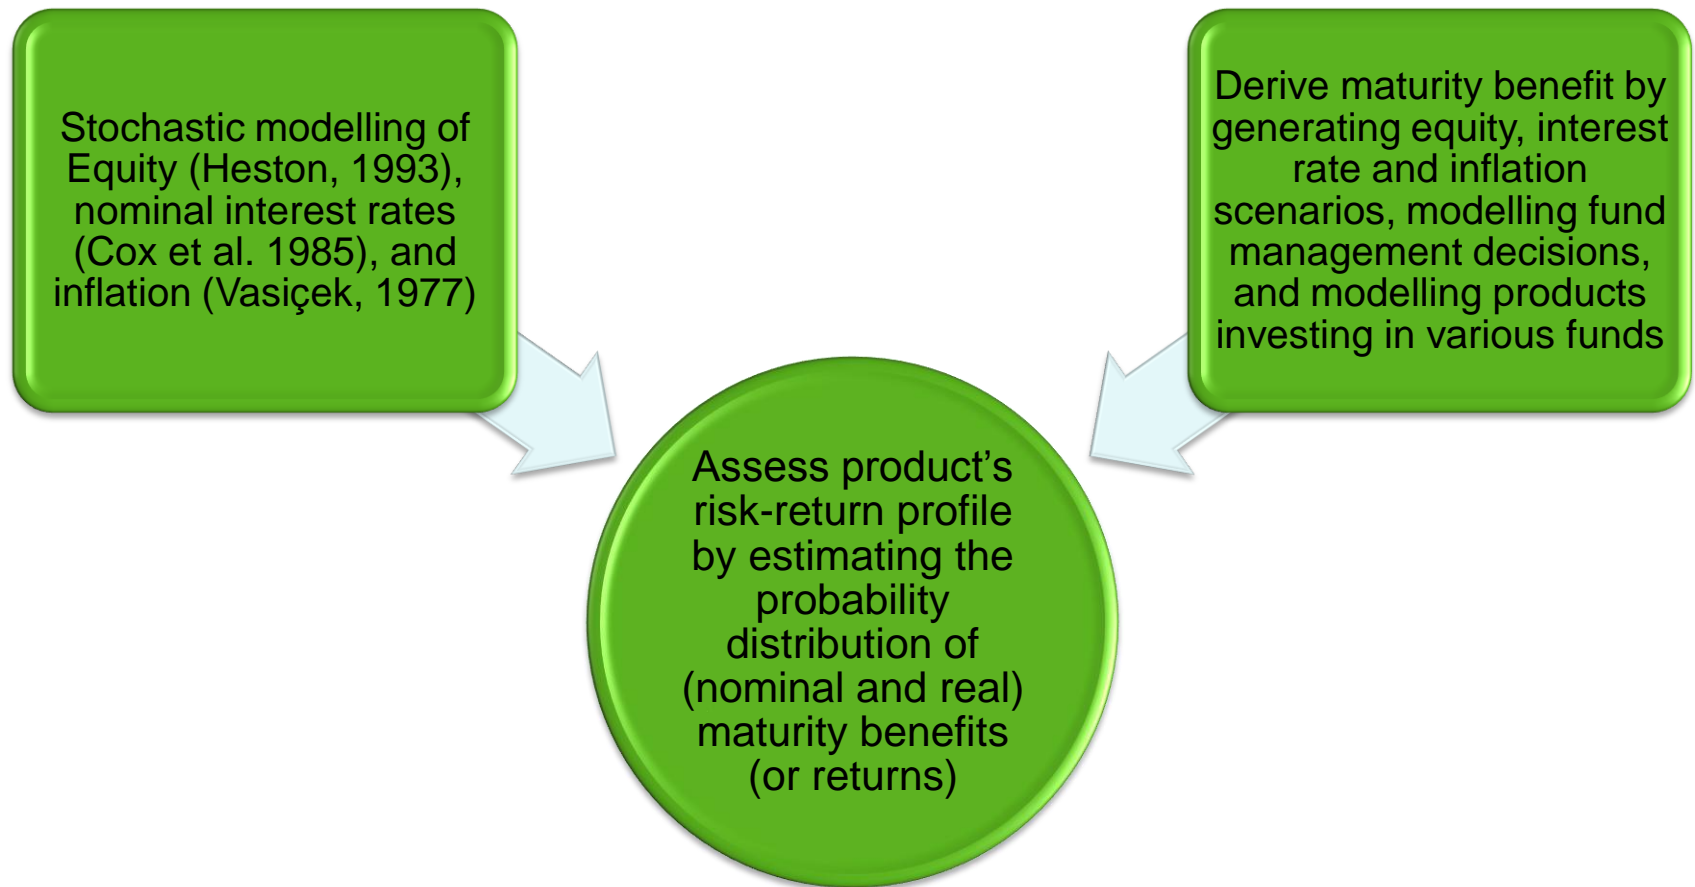 Stochastic modelling of
Equity (Heston, 1993),
nominal interest rates
(Cox et al. 1985), and
inflation (Vasiçek, 1977)
Derive maturity benefit by
generating equity, interest
rate and inflation
scenarios, modelling fund
management decisions,
and modelling products
investing in various funds
Assess product’s
risk-return profile
by estimating the
probability
distribution of
(nominal and real)
maturity benefits
(or returns)